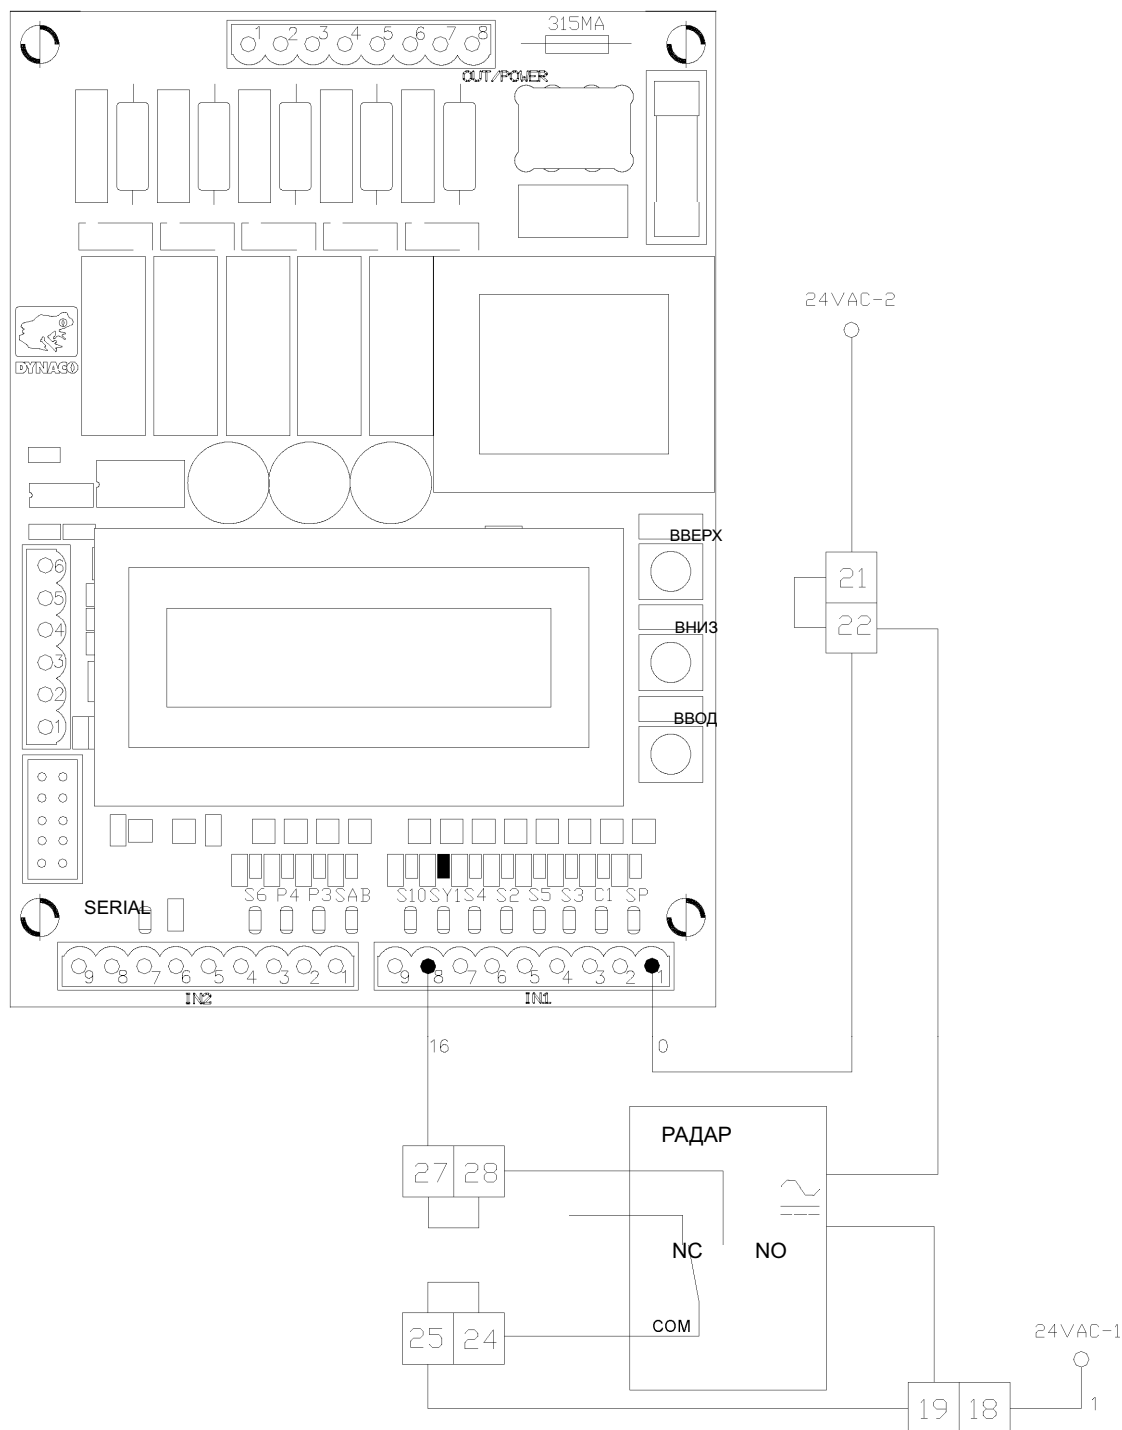 315MA
1 2 3 4 5 6 7 8
OUT/POWER
24VAC-2
DYNACO
ВВЕРХ
21
6
5
4
3
2
1
22
ВНИЗ
ВВОД
S6 P4 P3 SAB
S10 SY1 S4 S2 S5 S3 C1 SP
SERIAL
9 8 7 6 5 4 3 2 1
9 8 7 6 5 4 3 2 1
IN2
IN1
16
0
РАДАР
27 28
NC NO
COM
25 24
24VAC-1
19 18
1